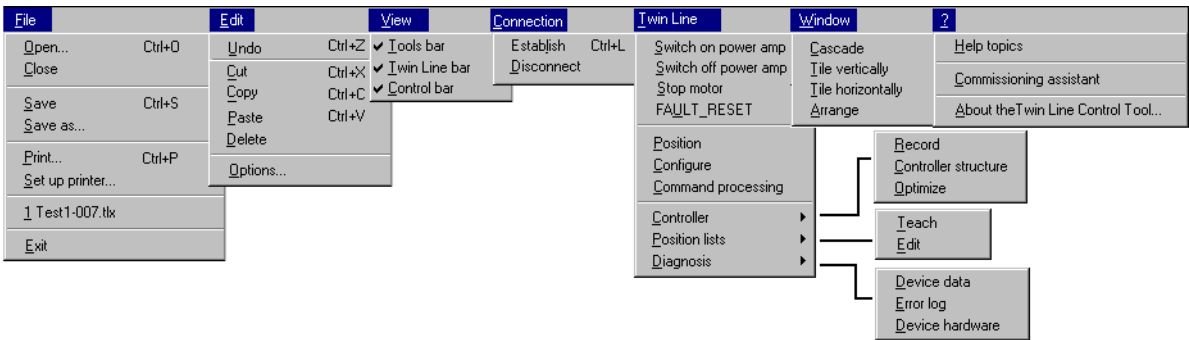 File
Open... Ctrl+O
Close
Save Ctrl+S
Save as...
Print... Ctrl+P
Set up printer...
1 Test1-007.tlx
Exit
Edit
Undo Ctrl+Z
Cut Ctrl+X
Copy Ctrl+C
Paste Ctrl+V
Delete
Options...
View
Tools bar
Twin Line bar
Control bar
Connection
Establish Ctrl+L
Disconnect
Twin Line
Switch on power amp
Switch off power amp
Stop motor
FAULT_RESET
Position
Configure
Command processing
Controller
Position lists
Diagnosis
Record
Controller structure
Optimize
Teach
Edit
Device data
Error log
Device hardware
Window
Cascade
Tile vertically
Tile horizontally
Arrange
?
Help topics
Commissioning assistant
About theTwin Line Control Tool...